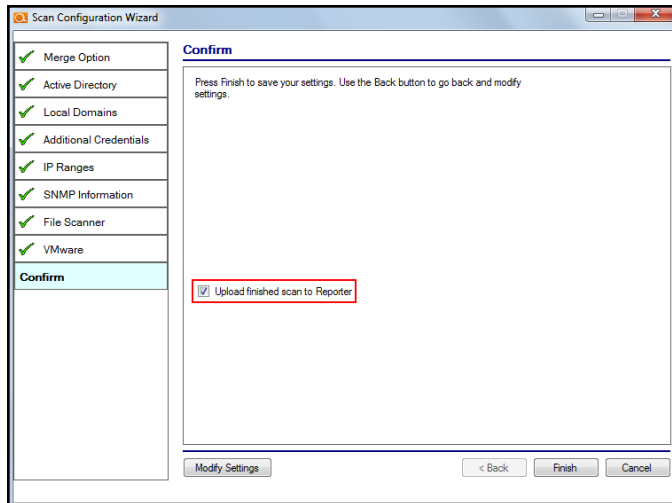 Scan Configuration Wizard
Merge Option
Active Directory
Local Domains
Additional Credentials
IP Ranges
SNMP Information
File Scanner
VMware
Confirm
Confirm
Press Finish to save your settings. Use the Back button to go back and modify
settings.
Upload finished scan to Reporter
Modify Settings
< Back
Finish
Cancel